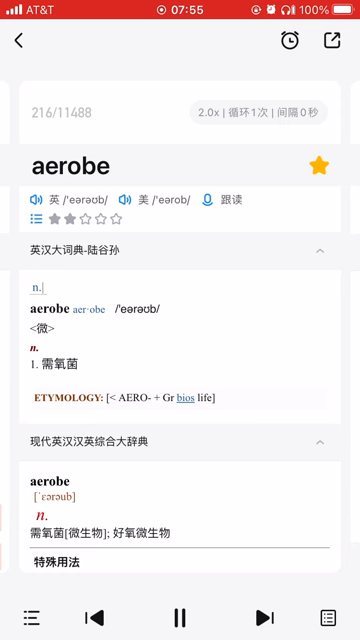 AT&T 07:55 100%
216/11488 2.0x | 循环1次 | 间隔0秒
aerobe
英 /'eərəʊb/ 美 /'erob/ 跟读
英汉大词典-陆谷孙
n.|
aerobe aer·obe /'eərəʊb/
<微>
n.
1. 需氧菌
ETYMOLOGY: [< AERO- + Gr bios life]
现代英汉汉英综合大辞典
aerobe
[ˈɛərəub]
n.
需氧菌[微生物]; 好氧微生物
特殊用法